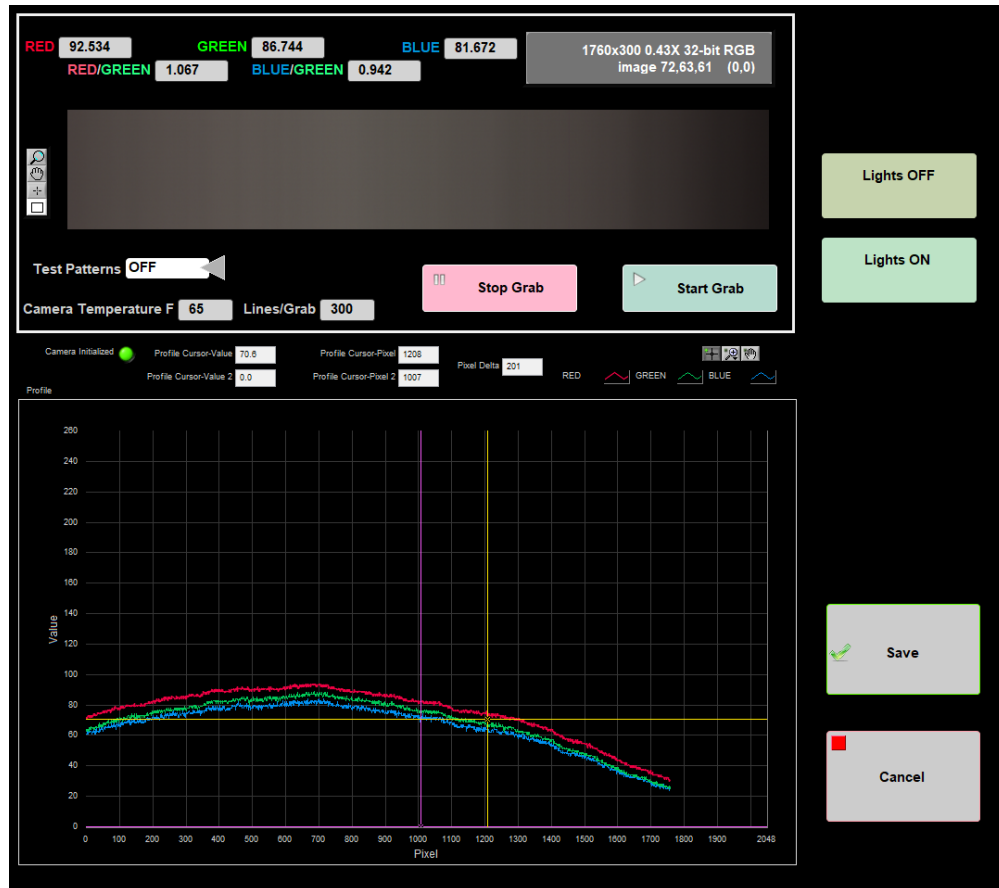 RED 92.534 GREEN 86.744 BLUE 81.672
RED/GREEN 1.067 BLUE/GREEN 0.942
1760x300 0.43X 32-bit RGB
image 72,63,61 (0,0)
Lights OFF
Lights ON
Test Patterns OFF
Stop Grab
Start Grab
Camera Temperature F 65 Lines/Grab 300
Camera Initialized Profile Cursor-Value 70.6 Profile Cursor-Pixel 1208
Profile Cursor-Value 2 0.0 Profile Cursor-Pixel 2 1007
Pixel Delta 201
RED GREEN BLUE
Profile
260
240
220
200
180
160
140
120
100
80
60
40
20
0
Value
0 100 200 300 400 500 600 700 800 900 1000 1100 1200 1300 1400 1500 1600 1700 1800 1900 2048
Pixel
Save
Cancel